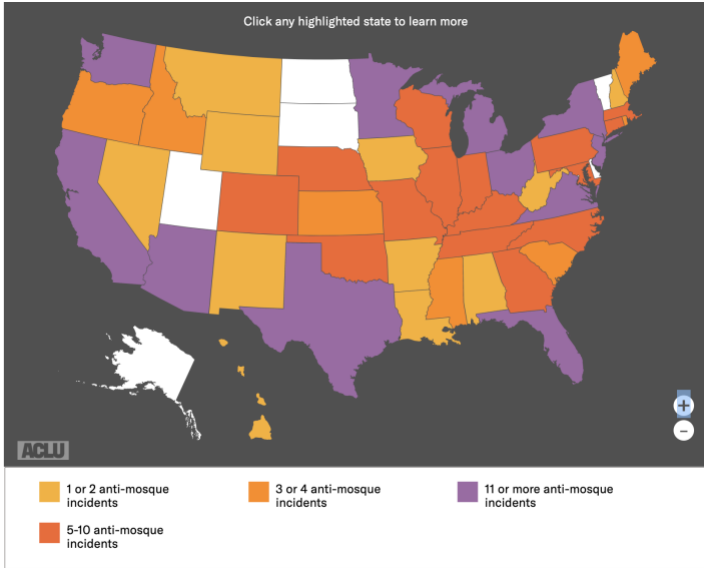 Click any highlighted state to learn more
+
−
ACLU
1 or 2 anti-mosque
incidents
3 or 4 anti-mosque
incidents
11 or more anti-mosque
incidents
5-10 anti-mosque
incidents